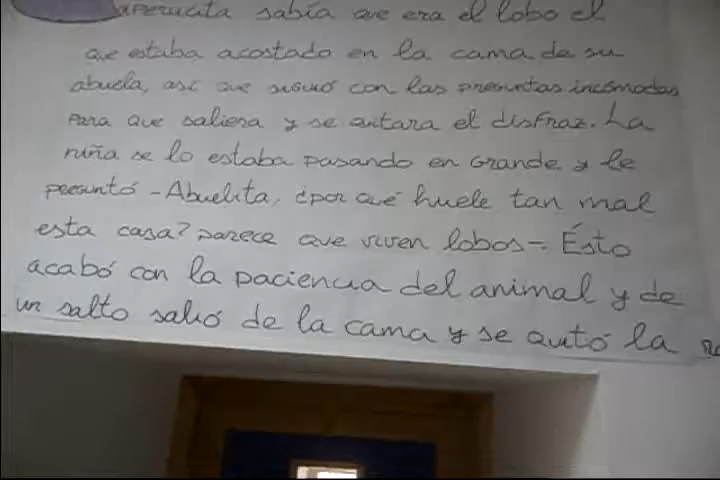 aperucita sabía que era el lobo el
que estaba acostado en la cama de su
abuela, así que siguió con las preguntas incómodas
para que saliera y se quitara el disfraz. La
niña se lo estaba pasando en grande y le
preguntó - Abuelita, ¿por qué huele tan mal
esta casa? parece que viven lobos -. Ésto
acabó con la paciencia del animal y de
un salto salió de la cama y se quitó la